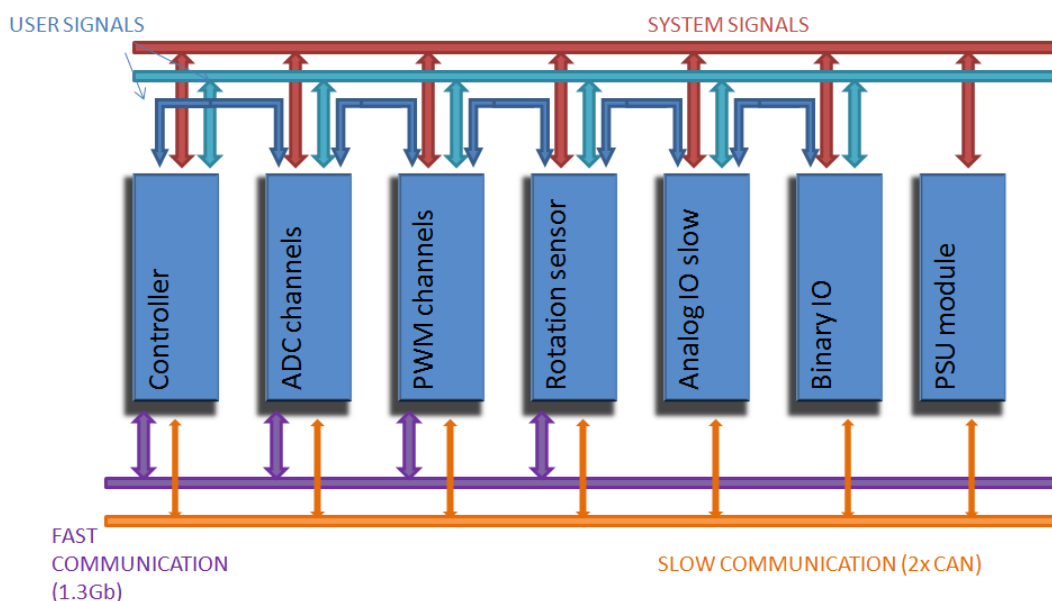 USER SIGNALS
SYSTEM SIGNALS
Controller
ADC channels
PWM channels
Rotation sensor
Analog IO slow
Binary IO
PSU module
FAST
COMMUNICATION
(1.3Gb)
SLOW COMMUNICATION (2x CAN)